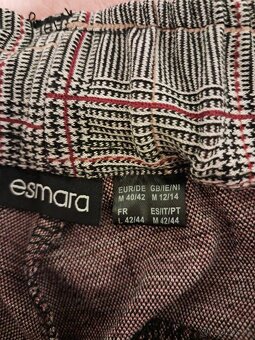 esmara
EUR/DE GB/IE/NI
M 40/42 M 12/14
FR ES/IT/PT
L 42/44 M 42/44